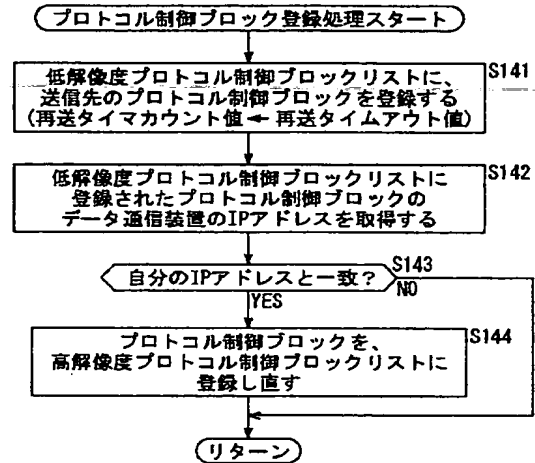 プロトコル制御ブロック登録処理スタート
S141
低解像度プロトコル制御ブロックリストに、
送信先のプロトコル制御ブロックを登録する
(再送タイマカウント値←再送タイムアウト値)
S142
低解像度プロトコル制御ブロックリストに
登録されたプロトコル制御ブロックの
データ通信装置のIPアドレスを取得する
S143
自分のIPアドレスと一致?
NO
YES
S144
プロトコル制御ブロックを、
高解像度プロトコル制御ブロックリストに
登録し直す
リターン